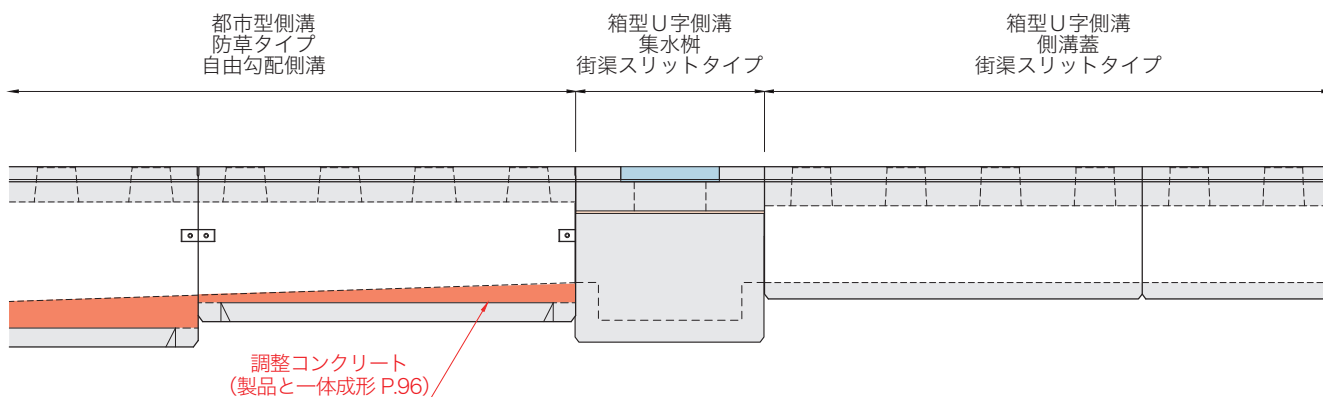 都市型側溝
防草タイプ
自由勾配側溝
箱型U字側溝
集水桝
街渠スリットタイプ
箱型U字側溝
側溝蓋
街渠スリットタイプ
調整コンクリート
(製品と一体成形 P.96)